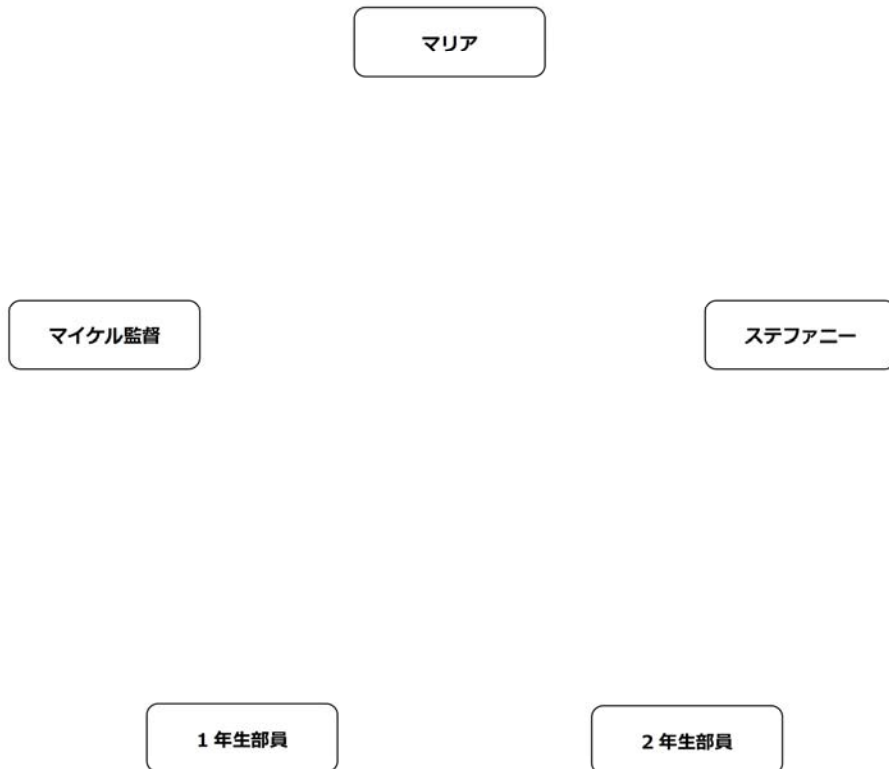 マリア
マイケル監督
ステファニー
1 年生部員
2 年生部員